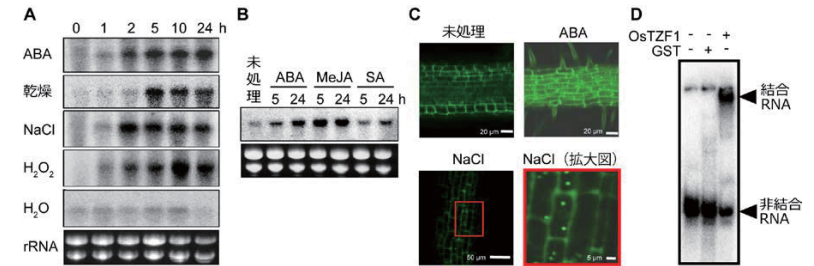 A
0 1 2 5 10 24 h
ABA
乾燥
NaCl
H₂O₂
H₂O
rRNA
B
未処理
ABA MeJA SA
5 24 5 24 5 24 h
C
未処理
ABA
20 μm
20 μm
NaCl
NaCl（拡大図）
50 μm
5 μm
D
OsTZF1 - - +
GST - + -
結合
RNA
非結合
RNA